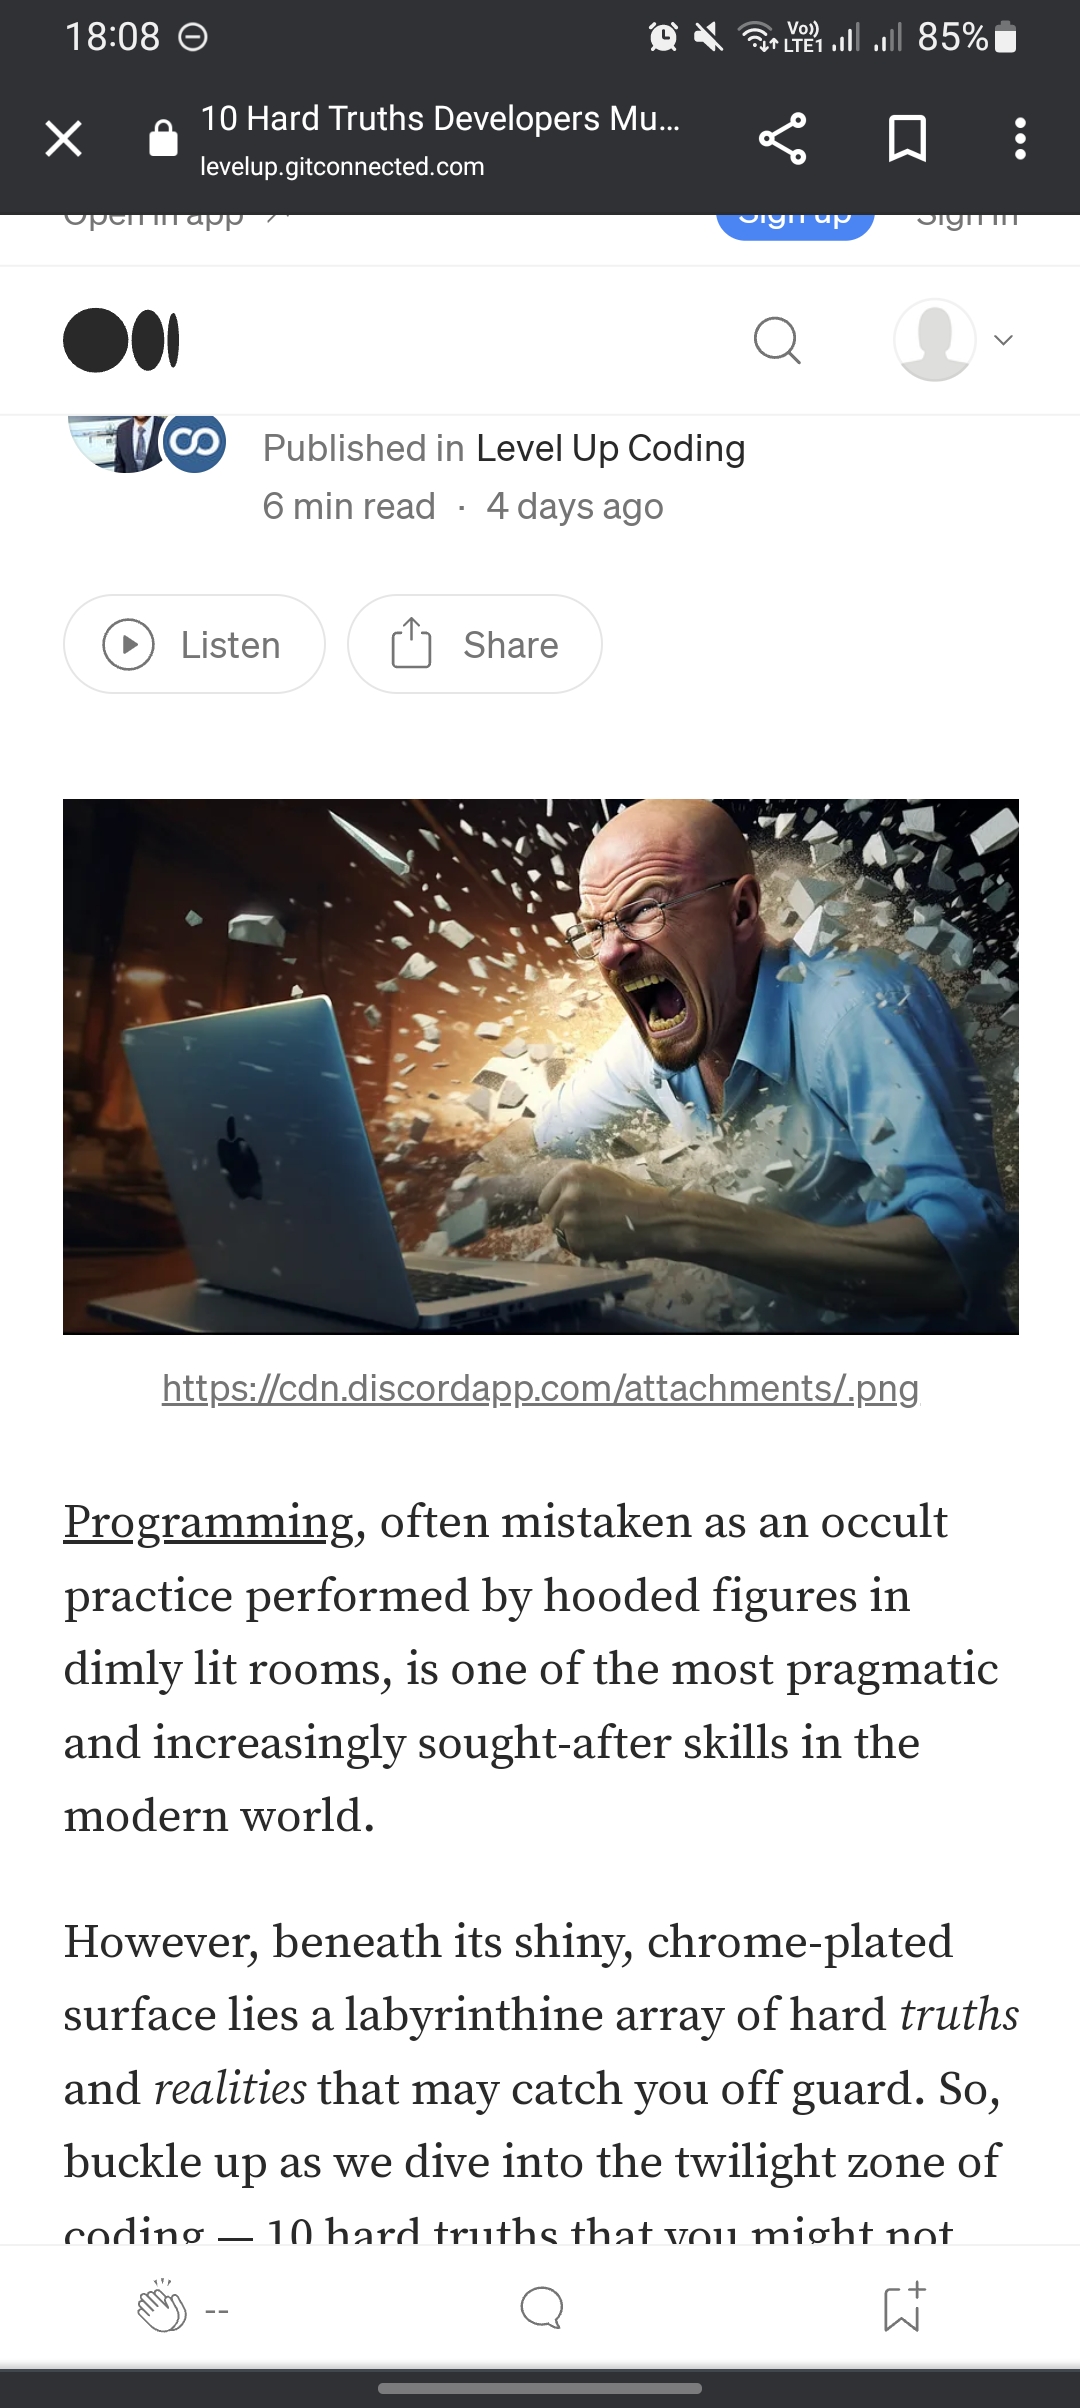 18:08
Vo))
LTE1
85%
10 Hard Truths Developers Mu...
levelup.gitconnected.com
Open in app
Sign up
Sign In
Published in Level Up Coding
6 min read · 4 days ago
Listen
Share
https://cdn.discordapp.com/attachments/.png
Programming, often mistaken as an occult
practice performed by hooded figures in
dimly lit rooms, is one of the most pragmatic
and increasingly sought-after skills in the
modern world.
However, beneath its shiny, chrome-plated
surface lies a labyrinthine array of hard truths
and realities that may catch you off guard. So,
buckle up as we dive into the twilight zone of
coding — 10 hard truths that you might not
--